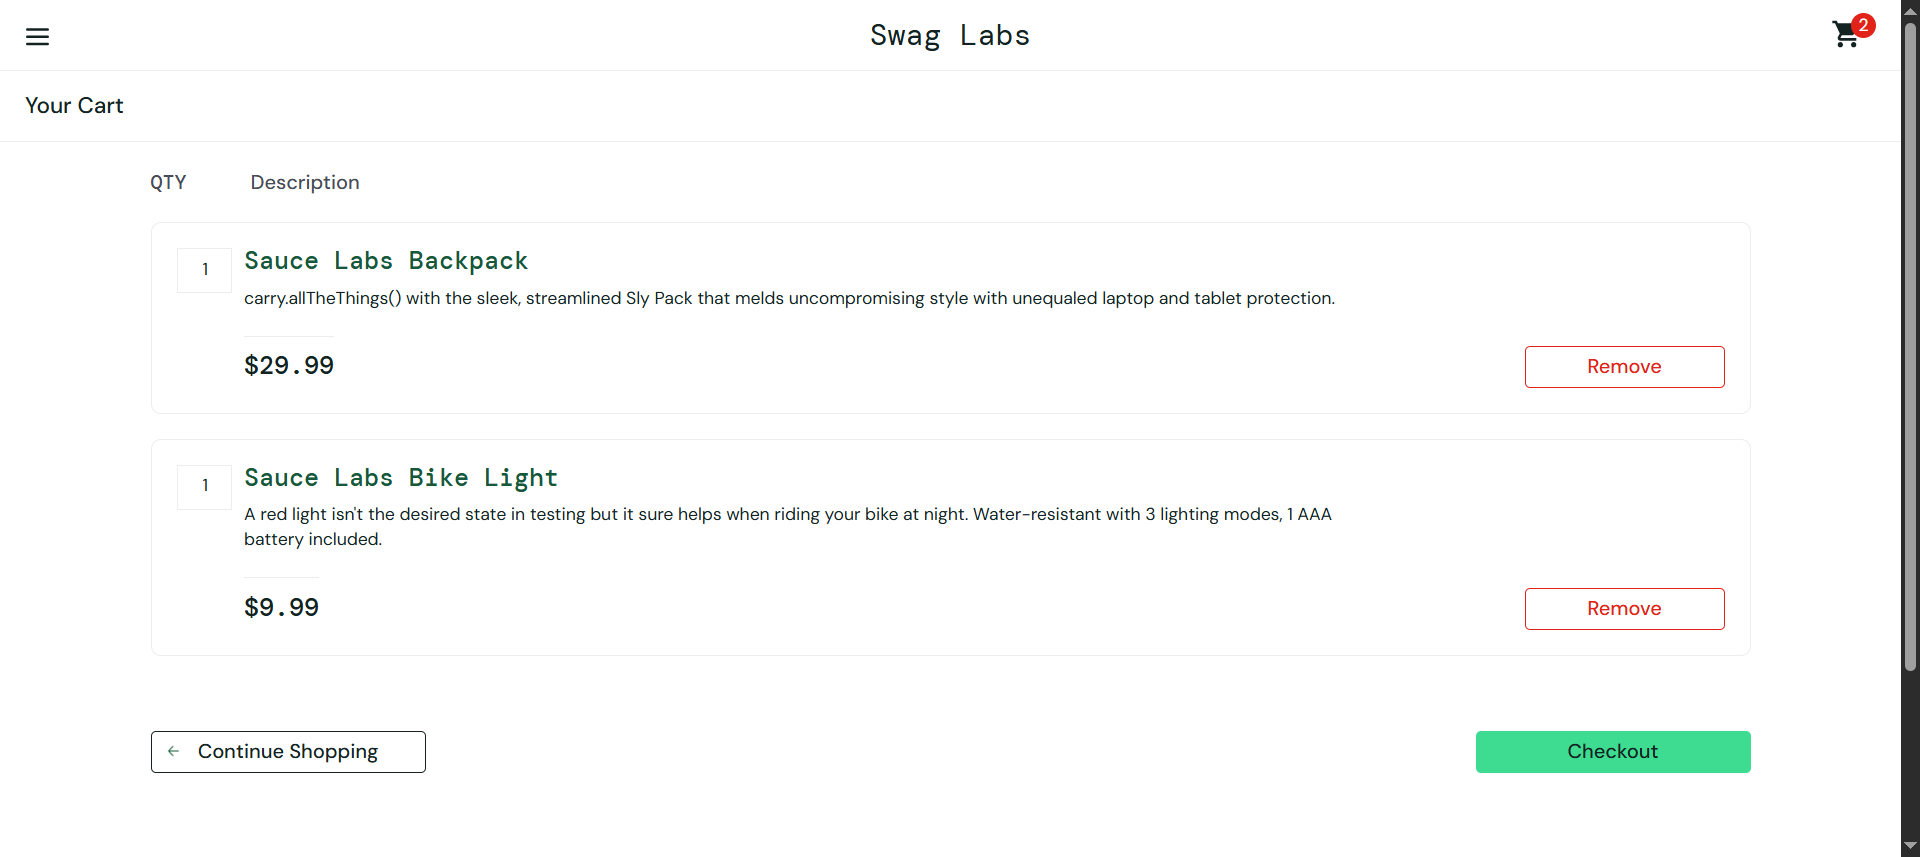 Swag Labs
2
Your Cart
QTY Description
1
Sauce Labs Backpack
carry.allTheThings() with the sleek, streamlined Sly Pack that melds uncompromising style with unequaled laptop and tablet protection.
$29.99
Remove
1
Sauce Labs Bike Light
A red light isn't the desired state in testing but it sure helps when riding your bike at night. Water-resistant with 3 lighting modes, 1 AAA
battery included.
$9.99
Remove
Continue Shopping
Checkout